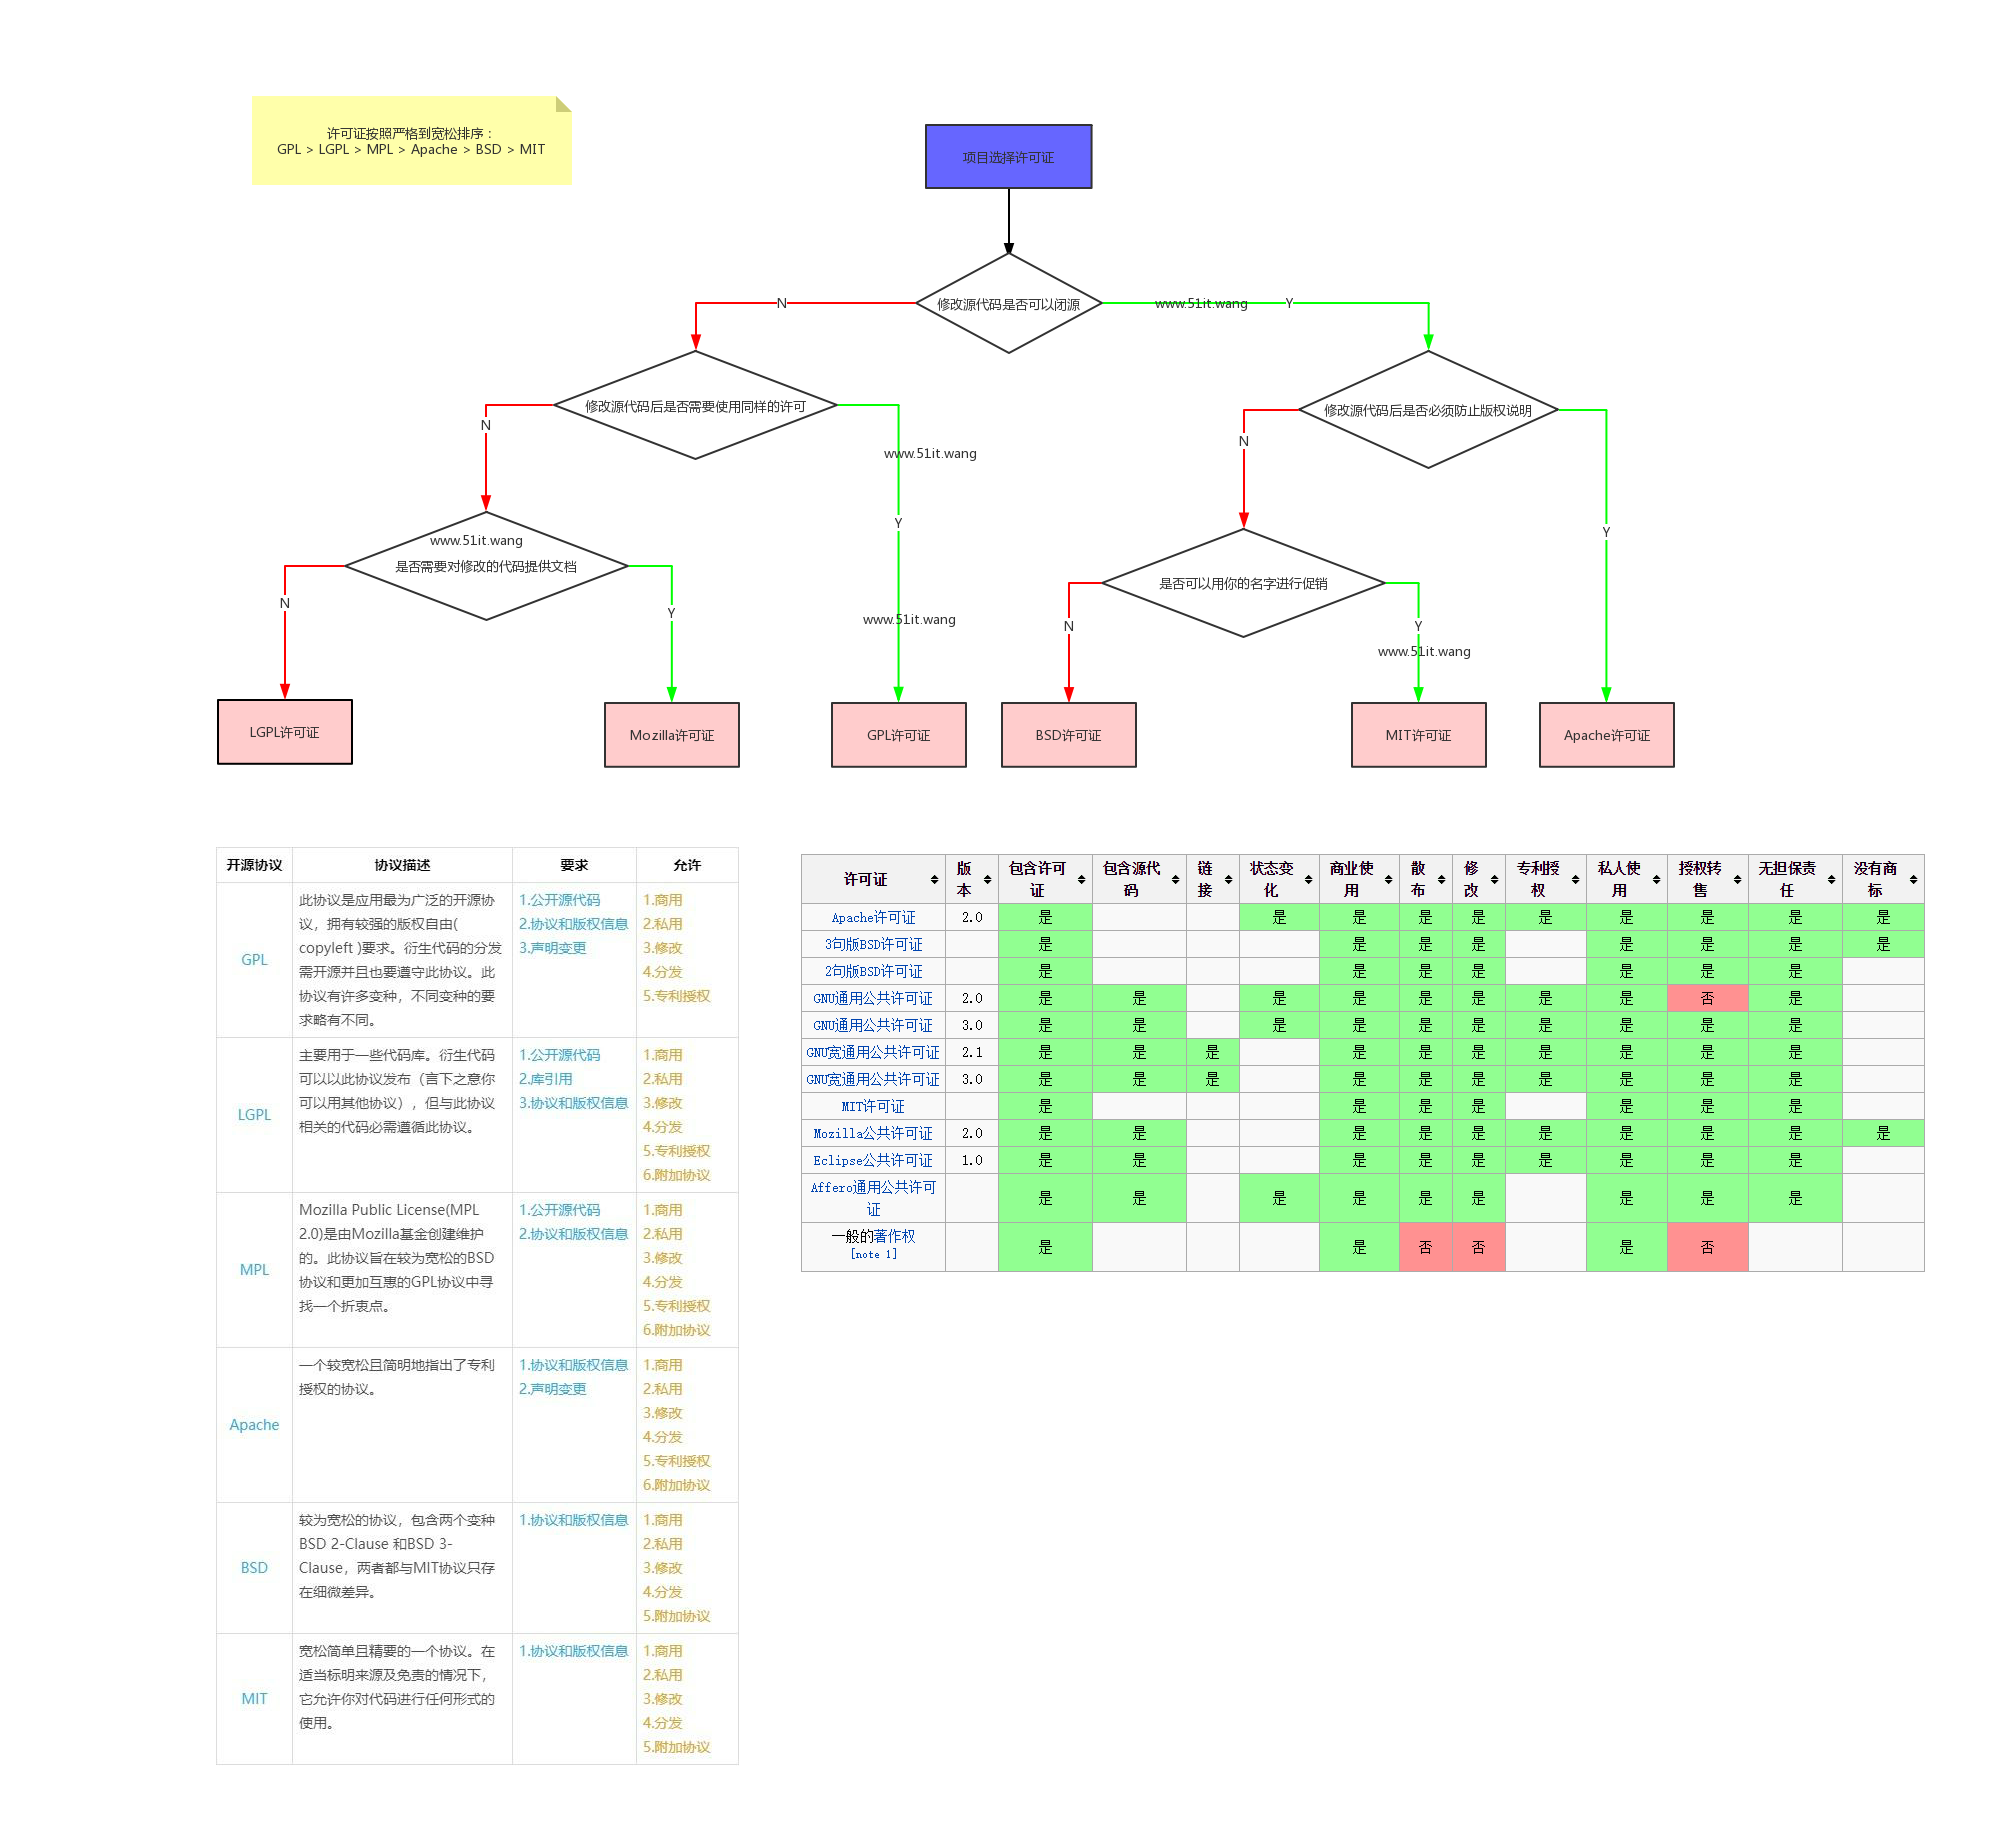 许可证按照严格到宽松排序：
GPL > LGPL > MPL > Apache > BSD > MIT
项目选择许可证
修改源代码是否可以闭源
N
www.51it.wang
Y
修改源代码后是否需要使用同样的许可
修改源代码后是否必须防止版权说明
N
N
www.51it.wang
Y
Y
www.51it.wang
是否需要对修改的代码提供文档
是否可以用你的名字进行促销
N
Y
www.51it.wang
N
Y
www.51it.wang
LGPL许可证
Mozilla许可证
GPL许可证
BSD许可证
MIT许可证
Apache许可证
开源协议 协议描述 要求 允许
GPL
此协议是应用最为广泛的开源协
议，拥有较强的版权自由(
copyleft )要求。衍生代码的分发
需开源并且也要遵守此协议。此
协议有许多变种，不同变种的要
求略有不同。
1.公开源代码
2.协议和版权信息
3.声明变更
1.商用
2.私用
3.修改
4.分发
5.专利授权
LGPL
主要用于一些代码库。衍生代码
可以以此协议发布（言下之意你
可以用其他协议），但与此协议
相关的代码必需遵循此协议。
1.公开源代码
2.库引用
3.协议和版权信息
1.商用
2.私用
3.修改
4.分发
5.专利授权
6.附加协议
MPL
Mozilla Public License(MPL
2.0)是由Mozilla基金创建维护
的。此协议旨在较为宽松的BSD
协议和更加互惠的GPL协议中寻
找一个折衷点。
1.公开源代码
2.协议和版权信息
1.商用
2.私用
3.修改
4.分发
5.专利授权
6.附加协议
Apache
一个较宽松且简明地指出了专利
授权的协议。
1.协议和版权信息
2.声明变更
1.商用
2.私用
3.修改
4.分发
5.专利授权
6.附加协议
BSD
较为宽松的协议，包含两个变种
BSD 2-Clause 和BSD 3-
Clause，两者都与MIT协议只存
在细微差异。
1.协议和版权信息
1.商用
2.私用
3.修改
4.分发
5.附加协议
MIT
宽松简单且精要的一个协议。在
适当标明来源及免责的情况下，
它允许你对代码进行任何形式的
使用。
1.协议和版权信息
1.商用
2.私用
3.修改
4.分发
5.附加协议
许可证 版本 包含许可证 包含源代码 链接 状态变化 商业使用 散布 修改 专利授权 私人使用 授权转售 无担保责任 没有商标
Apache许可证 2.0 是 是 是 是 是 是 是 是 是 是
3句版BSD许可证 是 是 是 是 是 是 是 是
2句版BSD许可证 是 是 是 是 是 是 是
GNU通用公共许可证 2.0 是 是 是 是 是 是 是 是 否 是
GNU通用公共许可证 3.0 是 是 是 是 是 是 是 是 是 是
GNU宽通用公共许可证 2.1 是 是 是 是 是 是 是 是 是 是
GNU宽通用公共许可证 3.0 是 是 是 是 是 是 是 是 是 是
MIT许可证 是 是 是 是 是 是 是
Mozilla公共许可证 2.0 是 是 是 是 是 是 是 是 是 是
Eclipse公共许可证 1.0 是 是 是 是 是 是 是 是 是
Affero通用公共许可
证
是 是 是 是 是 是 是 是 是
一般的著作权
[note 1]
是 是 否 否 是 否